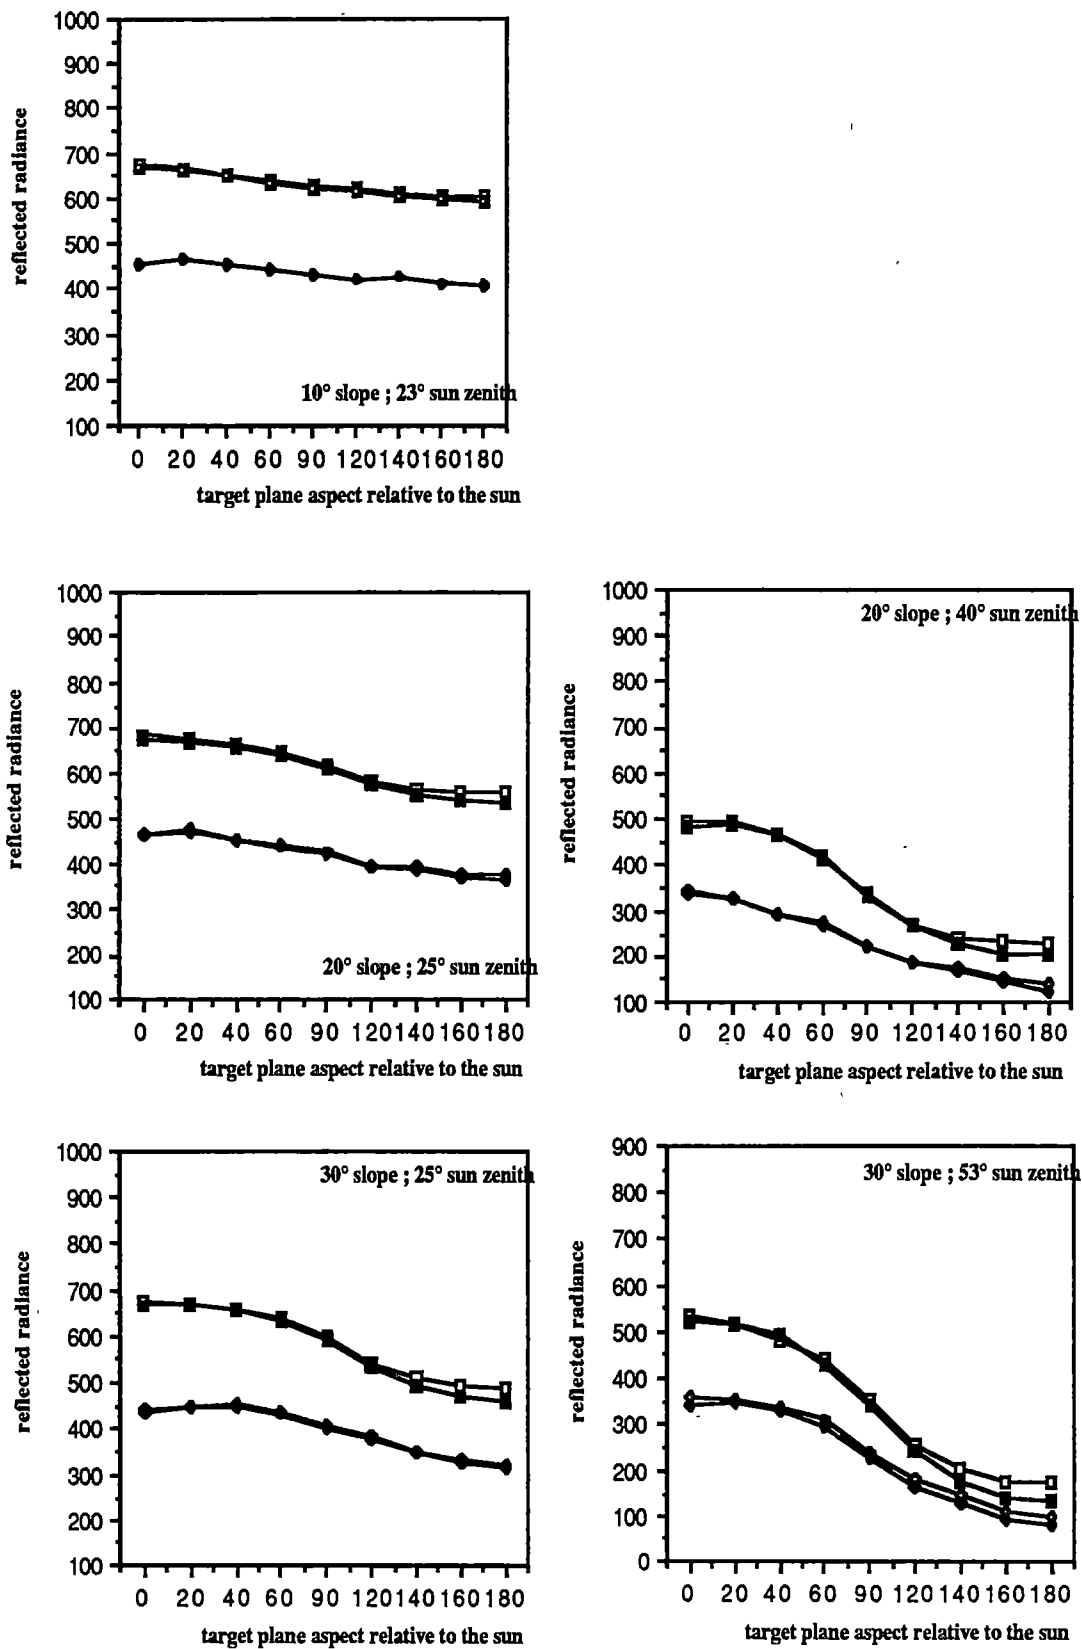 1000
900
800
700
600
500
400
300
200
100
reflected radiance
10° slope ; 23° sun zenith
0 20 40 60 90 120 140 160 180
target plane aspect relative to the sun
1000
900
800
700
600
500
400
300
200
100
reflected radiance
20° slope ; 25° sun zenith
0 20 40 60 90 120 140 160 180
target plane aspect relative to the sun
1000
900
800
700
600
500
400
300
200
100
reflected radiance
20° slope ; 40° sun zenith
0 20 40 60 90 120 140 160 180
target plane aspect relative to the sun
1000
900
800
700
600
500
400
300
200
100
reflected radiance
30° slope ; 25° sun zenith
0 20 40 60 90 120 140 160 180
target plane aspect relative to the sun
900
800
700
600
500
400
300
200
100
0
reflected radiance
30° slope ; 53° sun zenith
0 20 40 60 90 120 140 160 180
target plane aspect relative to the sun